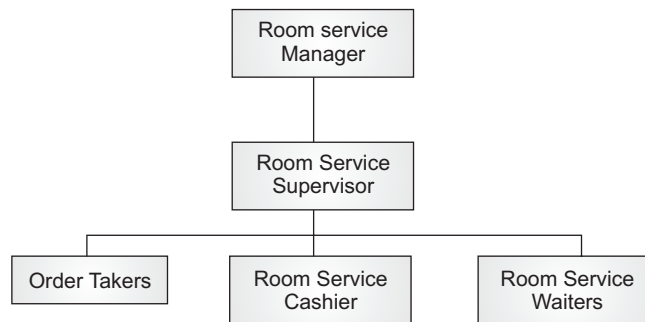 Room service
Manager
Room Service
Supervisor
Order Takers
Room Service
Cashier
Room Service
Waiters